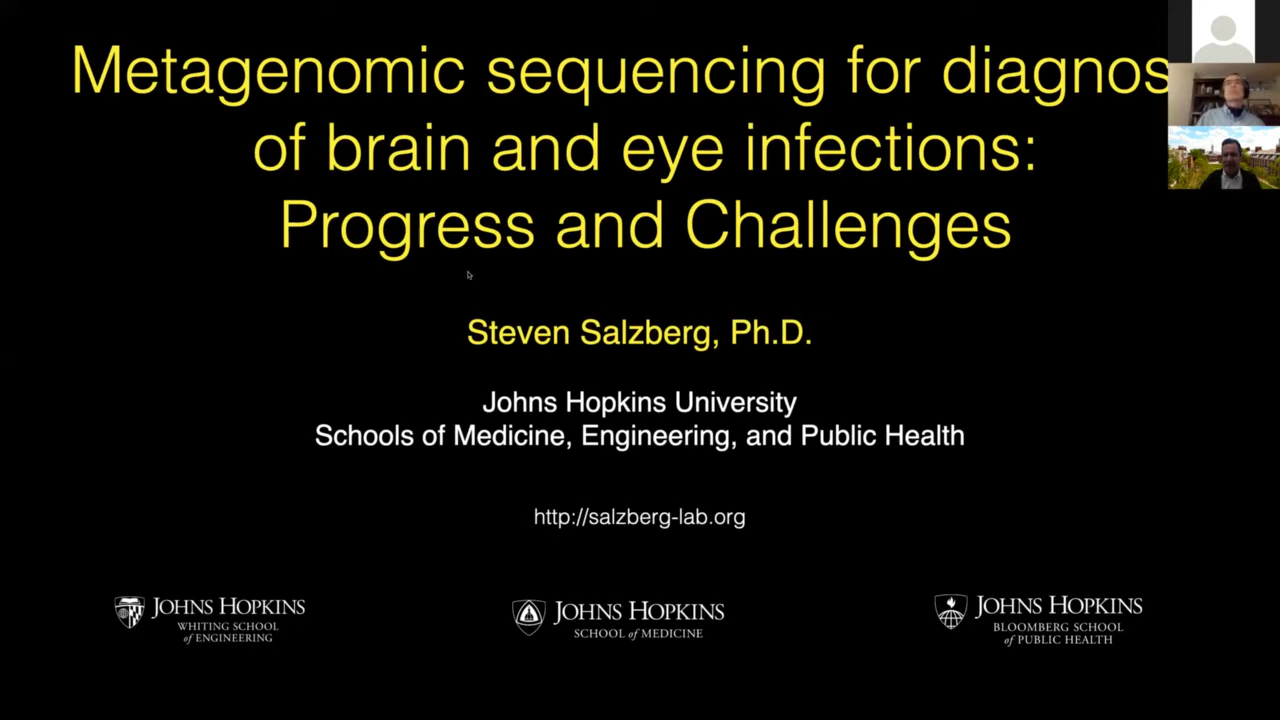 Metagenomic sequencing for diagnos
of brain and eye infections:
Progress and Challenges
Steven Salzberg, Ph.D.
Johns Hopkins University
Schools of Medicine, Engineering, and Public Health
http://salzberg-lab.org
JOHNS HOPKINS
WHITING SCHOOL
of ENGINEERING
JOHNS HOPKINS
SCHOOL of MEDICINE
JOHNS HOPKINS
BLOOMBERG SCHOOL
of PUBLIC HEALTH